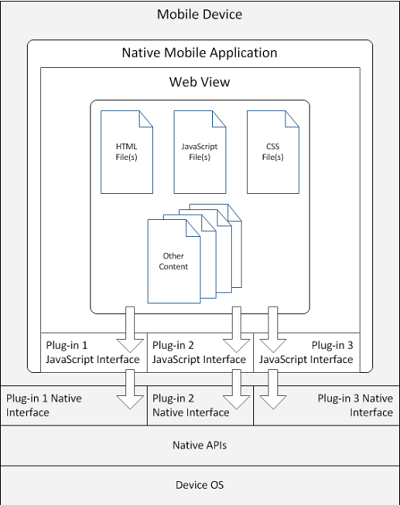 Mobile Device
Native Mobile Application
Web View
HTML
File(s)
JavaScript
File(s)
CSS
File(s)
Other
Content
Plug-in 1
JavaScript Interface
Plug-in 2
JavaScript Interface
Plug-in 3
JavaScript Interface
Plug-in 1 Native
Interface
Plug-in 2
Native Interface
Plug-in 3 Native
Interface
Native APIs
Device OS